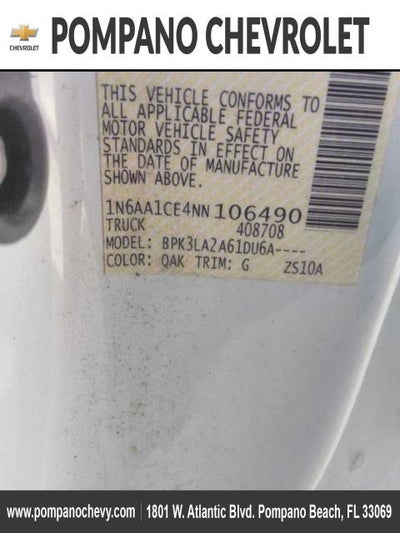 CHEVROLET
POMPANO CHEVROLET
THIS VEHICLE CONFORMS TO
ALL APPLICABLE FEDERAL
MOTOR VEHICLE SAFETY
STANDARDS IN EFFECT ON
THE DATE OF MANUFACTURE
SHOWN ABOVE.
1N6AA1CE4NN 106490
TRUCK 408708
MODEL: BPK3LA2A61DU6A----
COLOR: QAK TRIM: G ZS10A
www.pompanochevy.com | 1801 W. Atlantic Blvd. Pompano Beach, FL 33069